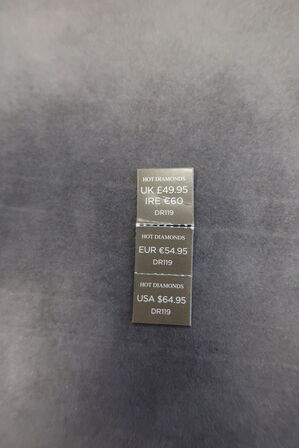 HOT DIAMONDS
UK £49.95
IRE €60
DR119
HOT DIAMONDS
EUR €54.95
DR119
HOT DIAMONDS
USA $64.95
DR119